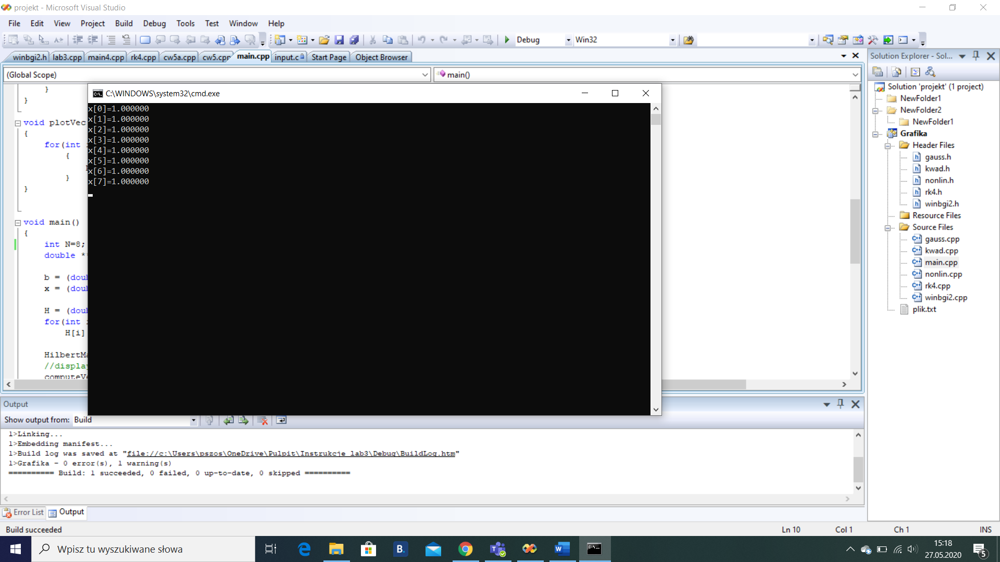 projekt - Microsoft Visual Studio
File Edit View Project Build Debug Tools Test Window Help
Debug Win32
winbgi2.h lab3.cpp main4.cpp rk4.cpp cw5a.cpp cw5.cpp main.cpp input.c Start Page Object Browser
(Global Scope) main()
}
}
void plotVec
{
for(int
{
}
}
void main()
{
int N=8;
double *
b = (doub
x = (doub
H = (doub
for(int
H[i]
HilbertMa
//display
computeVe
C:\WINDOWS\system32\cmd.exe
x[0]=1.000000
x[1]=1.000000
x[2]=1.000000
x[3]=1.000000
x[4]=1.000000
x[5]=1.000000
x[6]=1.000000
x[7]=1.000000
Solution Explorer - Sol...
Solution 'projekt' (1 project)
NewFolder1
NewFolder2
NewFolder1
Grafika
Header Files
gauss.h
kwad.h
nonlin.h
rk4.h
winbgi2.h
Resource Files
Source Files
gauss.cpp
kwad.cpp
main.cpp
nonlin.cpp
rk4.cpp
winbgi2.cpp
plik.txt
Output
Show output from: Build
1>Linking...
1>Embedding manifest...
1>Build log was saved at "file://c:\Users\pszos\OneDrive\Pulpit\Instrukcje lab3\Debug\BuildLog.htm"
1>Grafika - 0 error(s), 1 warning(s)
========== Build: 1 succeeded, 0 failed, 0 up-to-date, 0 skipped ==========
Error List Output
Build succeeded Ln 10 Col 1 Ch 1 INS
Wpisz tu wyszukiwane słowa
15:18
27.05.2020
5